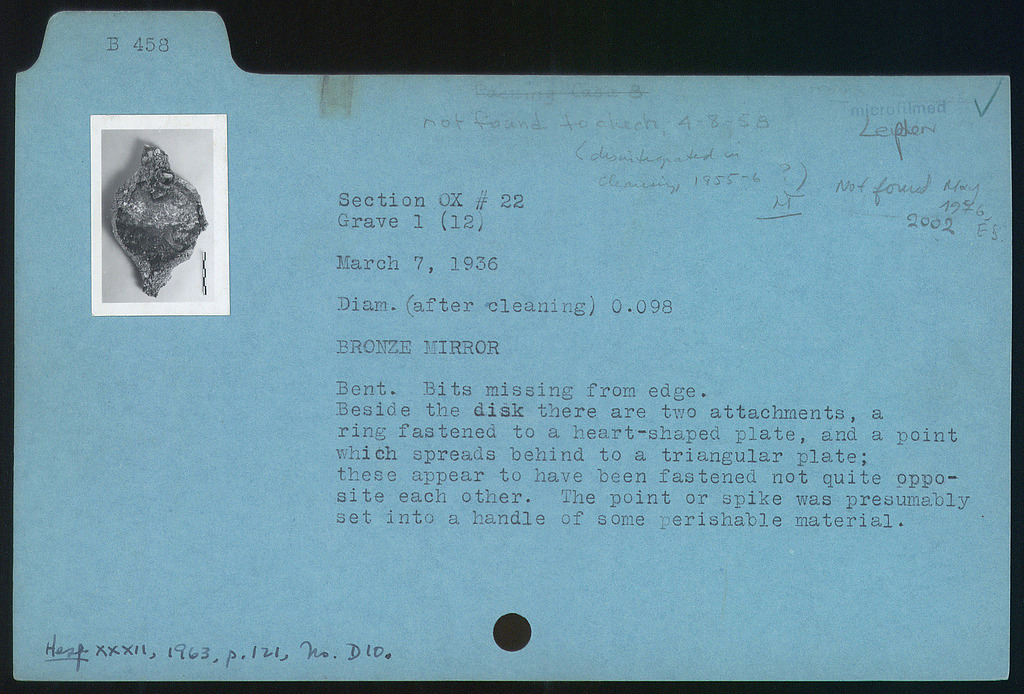 B 458
microfilmed
not found to check, 4-8-58
(disintegrated in
cleaning, 1955-6 ?)
M
Not found May
1976,
2002 ES.
Section OX # 22
Grave 1 (12)
March 7, 1936
Diam. (after cleaning) 0.098
BRONZE MIRROR
Bent. Bits missing from edge.
Beside the disk there are two attachments, a
ring fastened to a heart-shaped plate, and a point
which spreads behind to a triangular plate;
these appear to have been fastened not quite oppo-
site each other. The point or spike was presumably
set into a handle of some perishable material.
Hesp XXXII, 1963, p.121, No. D10.